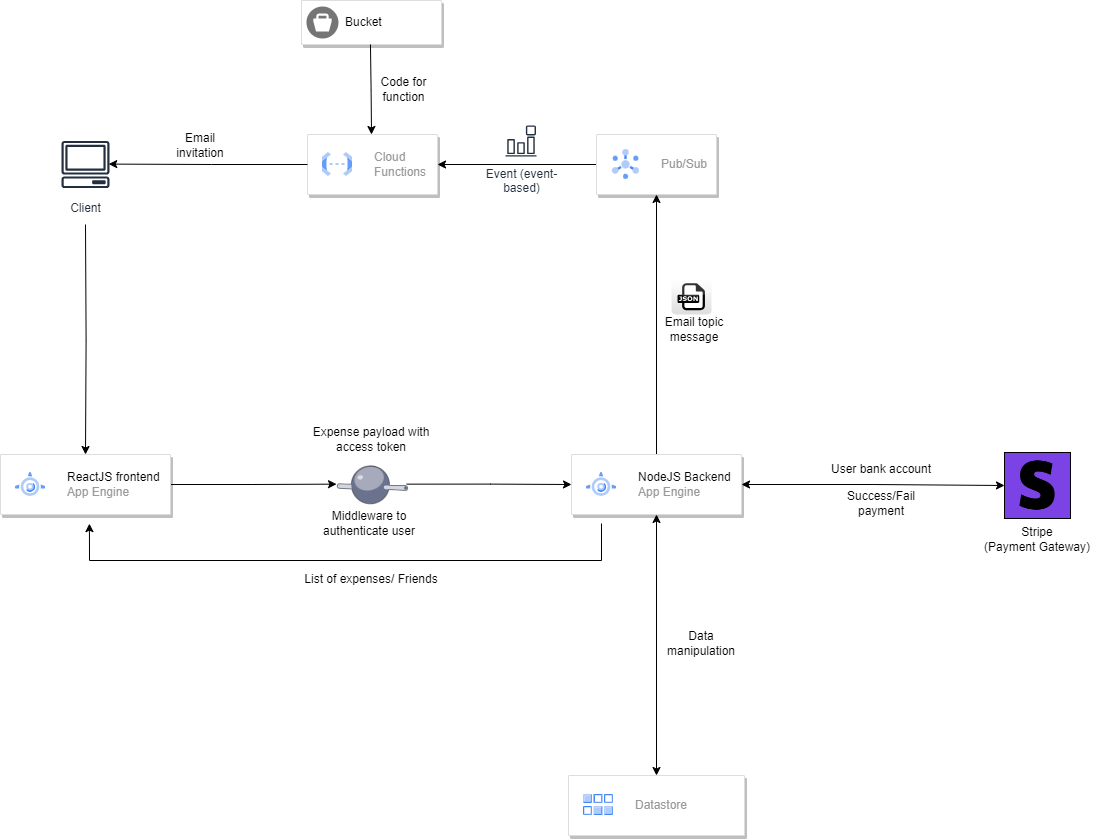 Bucket
Code for
function
Email
invitation
Cloud
Functions
Event (event-
based)
Pub/Sub
Client
JSON
Email topic
message
Expense payload with
access token
ReactJS frontend
App Engine
Middleware to
authenticate user
NodeJS Backend
App Engine
User bank account
Success/Fail
payment
S
Stripe
(Payment Gateway)
List of expenses/ Friends
Data
manipulation
Datastore